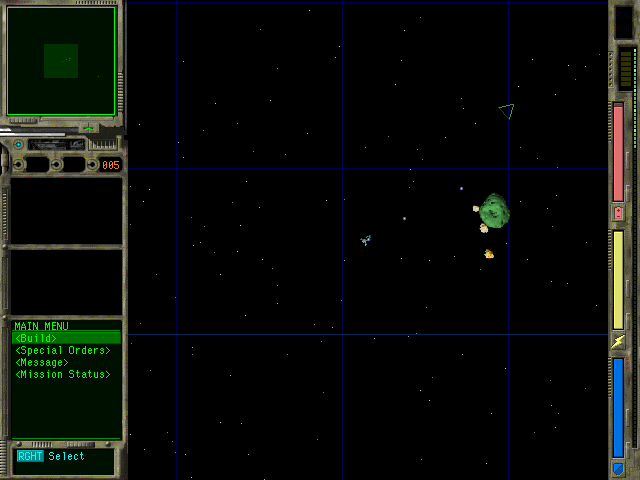 005
MAIN MENU
<Build>
<Special Orders>
<Message>
<Mission Status>
RGHT Select